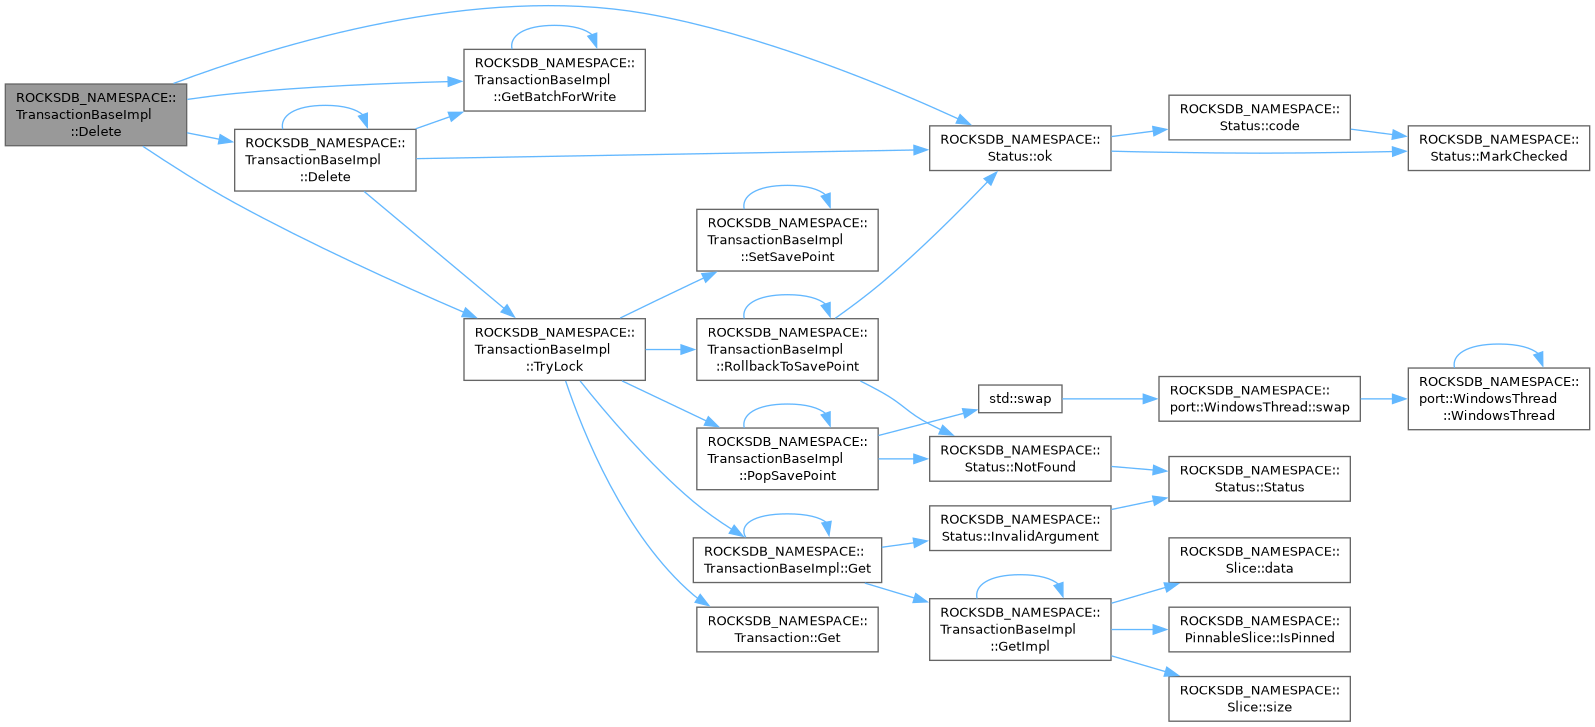 ROCKSDB_NAMESPACE::
TransactionBaseImpl
::Delete
ROCKSDB_NAMESPACE::
TransactionBaseImpl
::Delete
ROCKSDB_NAMESPACE::
TransactionBaseImpl
::GetBatchForWrite
ROCKSDB_NAMESPACE::
TransactionBaseImpl
::TryLock
ROCKSDB_NAMESPACE::
TransactionBaseImpl
::SetSavePoint
ROCKSDB_NAMESPACE::
TransactionBaseImpl
::RollbackToSavePoint
ROCKSDB_NAMESPACE::
TransactionBaseImpl
::PopSavePoint
ROCKSDB_NAMESPACE::
TransactionBaseImpl::Get
ROCKSDB_NAMESPACE::
Transaction::Get
ROCKSDB_NAMESPACE::
Status::ok
std::swap
ROCKSDB_NAMESPACE::
Status::NotFound
ROCKSDB_NAMESPACE::
Status::InvalidArgument
ROCKSDB_NAMESPACE::
TransactionBaseImpl
::GetImpl
ROCKSDB_NAMESPACE::
Status::code
ROCKSDB_NAMESPACE::
port::WindowsThread::swap
ROCKSDB_NAMESPACE::
Status::Status
ROCKSDB_NAMESPACE::
Slice::data
ROCKSDB_NAMESPACE::
PinnableSlice::IsPinned
ROCKSDB_NAMESPACE::
Slice::size
ROCKSDB_NAMESPACE::
Status::MarkChecked
ROCKSDB_NAMESPACE::
port::WindowsThread
::WindowsThread